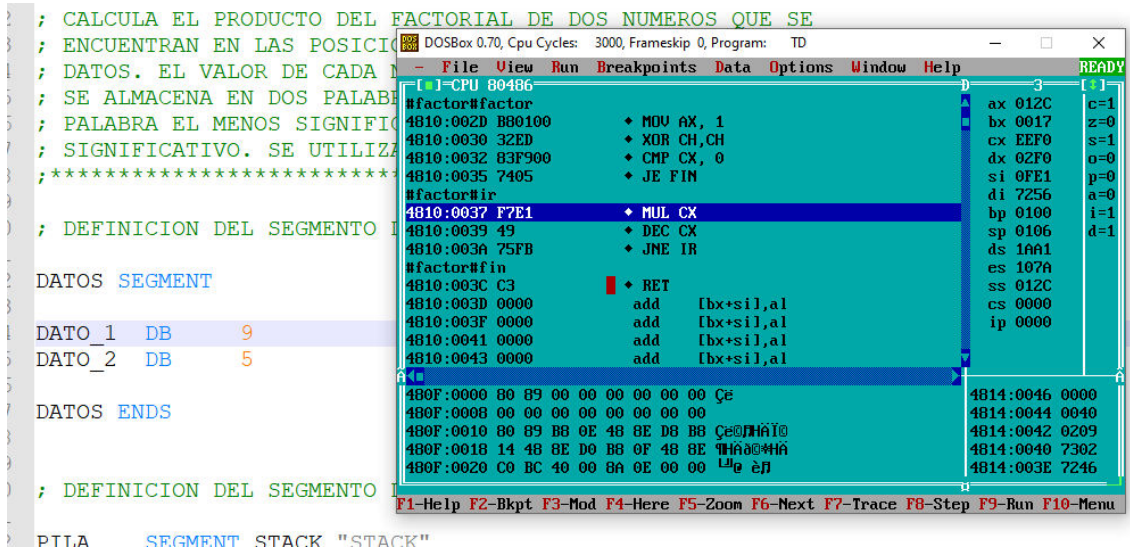 ; CALCULA EL PRODUCTO DEL FACTORIAL DE DOS NUMEROS QUE SE
; ENCUENTRAN EN LAS
; DATOS. EL VALOR DE CADA
; SE ALMACENA EN DOS
; PALABRA EL MENOS
; SIGNIFICATIVO. SE
;**************************
; DEFINICION DEL SEGMENTO
DATOS SEGMENT
DATO_1 DB 9
DATO_2 DB 5
DATOS ENDS
; DEFINICION DEL SEGMENTO
PILA SEGMENT STACK "STACK"
DOSBox 0.70, Cpu Cycles: 3000, Frameskip 0, Program: TD
- File View Run Breakpoints Data Options Window Help READY
[■]=CPU 80486 D 3 [↕]
#factor#factor
4810:002D B80100 ♦ MOV AX, 1
4810:0030 32ED ♦ XOR CH,CH
4810:0032 83F900 ♦ CMP CX, 0
4810:0035 7405 ♦ JE FIN
#factor#ir
4810:0037 F7E1 ♦ MUL CX
4810:0039 49 ♦ DEC CX
4810:003A 75FB ♦ JNE IR
#factor#fin
4810:003C C3 ♦ RET
4810:003D 0000 add [bx+si],al
4810:003F 0000 add [bx+si],al
4810:0041 0000 add [bx+si],al
4810:0043 0000 add [bx+si],al
ax 012C c=1
bx 0017 z=0
cx EEF0 s=1
dx 02F0 o=0
si 0FE1 p=0
di 7256 a=0
bp 0100 i=1
sp 0106 d=1
ds 1AA1
es 107A
ss 012C
cs 0000
ip 0000
480F:0000 80 89 00 00 00 00 00 00 Çë
480F:0008 00 00 00 00 00 00 00 00
480F:0010 80 89 B8 0E 48 8E D8 B8
480F:0018 14 48 8E D0 B8 0F 48 8E
480F:0020 C0 BC 40 00 8A 0E 00 00
4814:0046 0000
4814:0044 0040
4814:0042 0209
4814:0040 7302
4814:003E 7246
F1-Help F2-Bkpt F3-Mod F4-Here F5-Zoom F6-Next F7-Trace F8-Step F9-Run F10-Menu